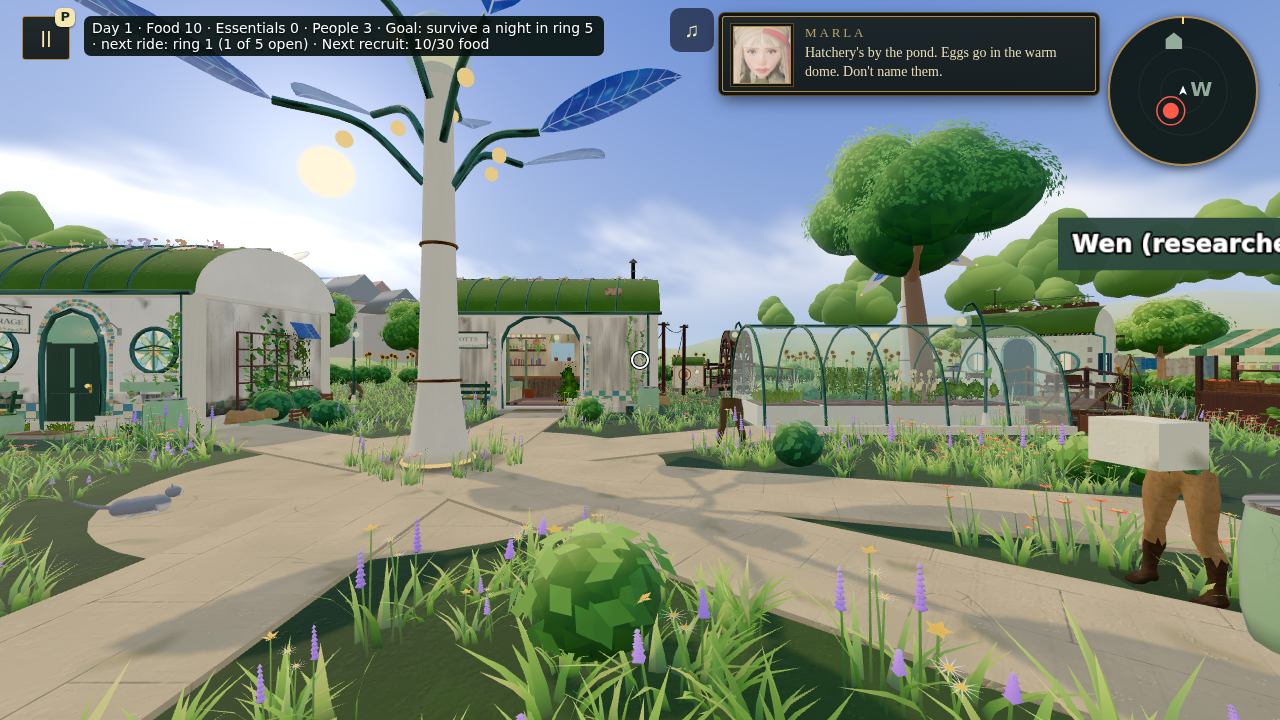 P
Day 1 · Food 10 · Essentials 0 · People 3 · Goal: survive a night in ring 5
· next ride: ring 1 (1 of 5 open) · Next recruit: 10/30 food
MARLA
Hatchery's by the pond. Eggs go in the warm
dome. Don't name them.
W
Wen (researche